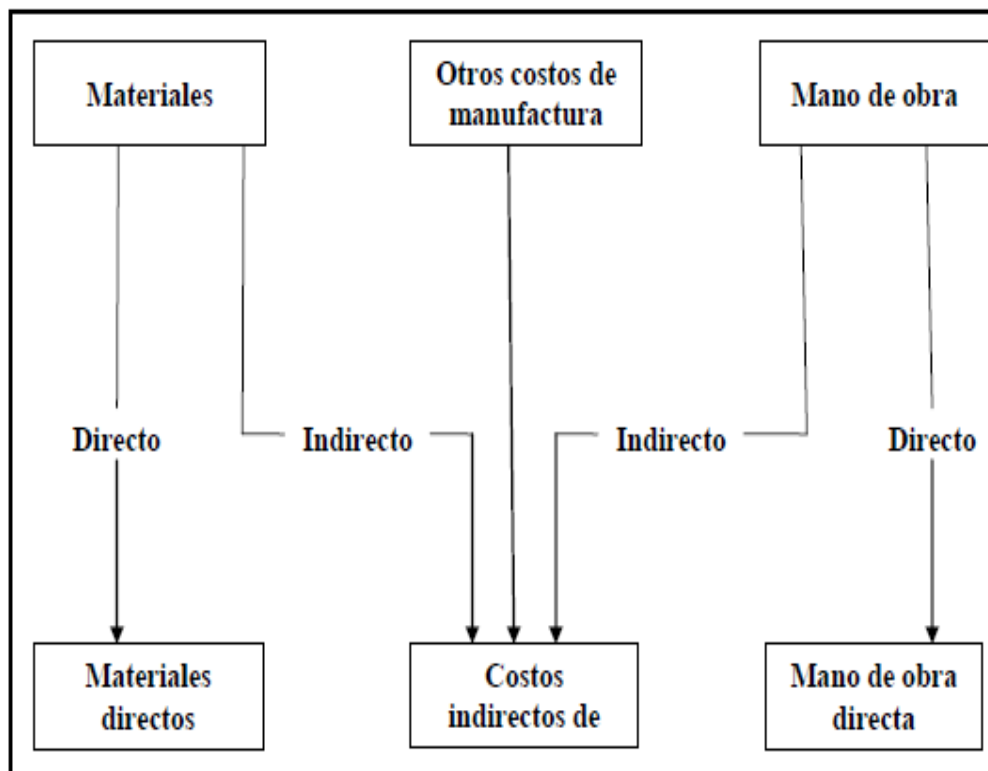 Materiales
Otros costos de
manufactura
Mano de obra
Directo
Indirecto
Indirecto
Directo
Materiales
directos
Costos
indirectos de
Mano de obra
directa